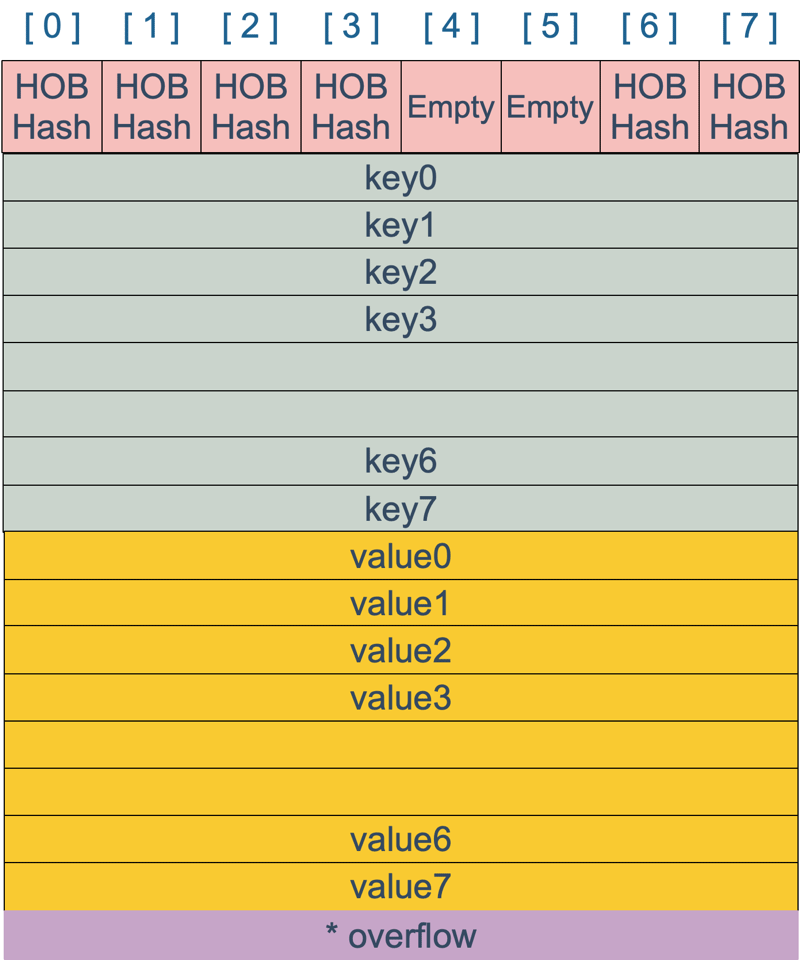 [ 0 ] [ 1 ] [ 2 ] [ 3 ] [ 4 ] [ 5 ] [ 6 ] [ 7 ]
HOB HOB HOB HOB Empty Empty HOB HOB
Hash Hash Hash Hash Hash Hash
key0
key1
key2
key3
key6
key7
value0
value1
value2
value3
value6
value7
* overflow